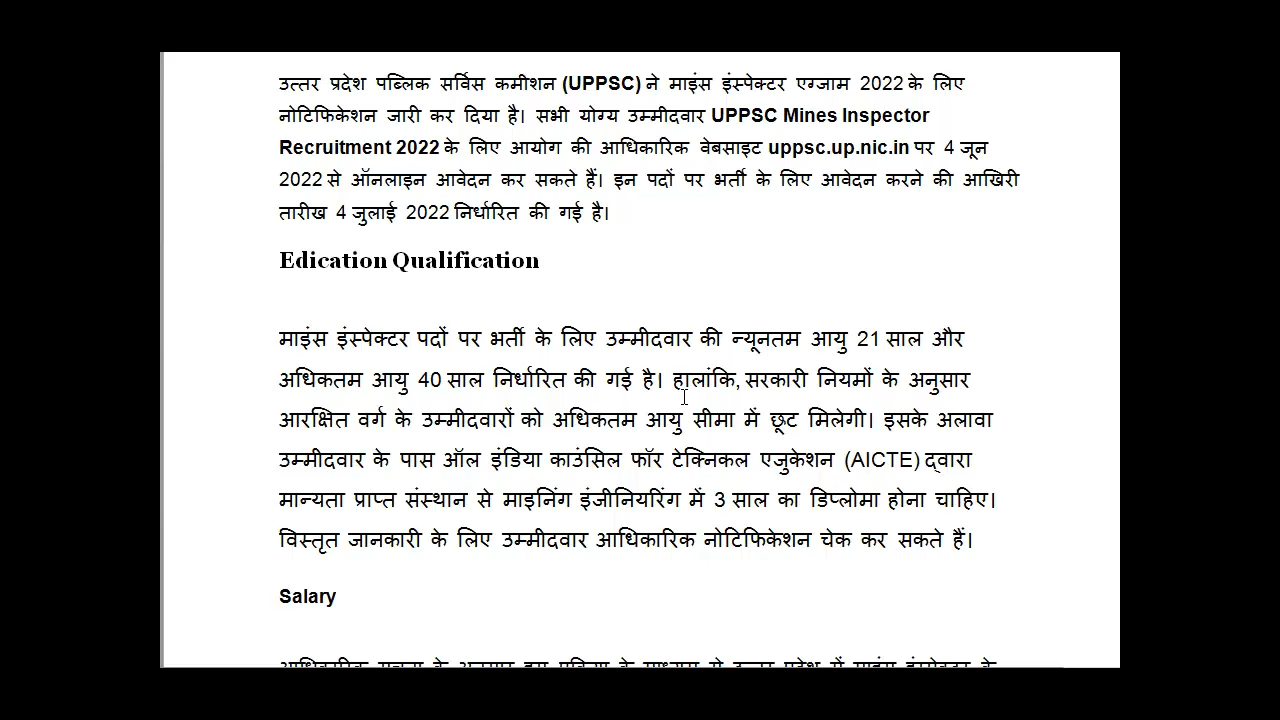 उत्तर प्रदेश पब्लिक सर्विस कमीशन (UPPSC) ने माइंस इंस्पेक्टर एग्जाम 2022 के लिए
नोटिफिकेशन जारी कर दिया है। सभी योग्य उम्मीदवार UPPSC Mines Inspector
Recruitment 2022 के लिए आयोग की आधिकारिक वेबसाइट uppsc.up.nic.in पर 4 जून
2022 से ऑनलाइन आवेदन कर सकते हैं। इन पदों पर भर्ती के लिए आवेदन करने की आखिरी
तारीख 4 जुलाई 2022 निर्धारित की गई है।
Edication Qualification
माइंस इंस्पेक्टर पदों पर भर्ती के लिए उम्मीदवार की न्यूनतम आयु 21 साल और
अधिकतम आयु 40 साल निर्धारित की गई है। हालांकि, सरकारी नियमों के अनुसार
आरक्षित वर्ग के उम्मीदवारों को अधिकतम आयु सीमा में छूट मिलेगी। इसके अलावा
उम्मीदवार के पास ऑल इंडिया काउंसिल फॉर टेक्निकल एजुकेशन (AICTE) द्वारा
मान्यता प्राप्त संस्थान से माइनिंग इंजीनियरिंग में 3 साल का डिप्लोमा होना चाहिए।
विस्तृत जानकारी के लिए उम्मीदवार आधिकारिक नोटिफिकेशन चेक कर सकते हैं।
Salary